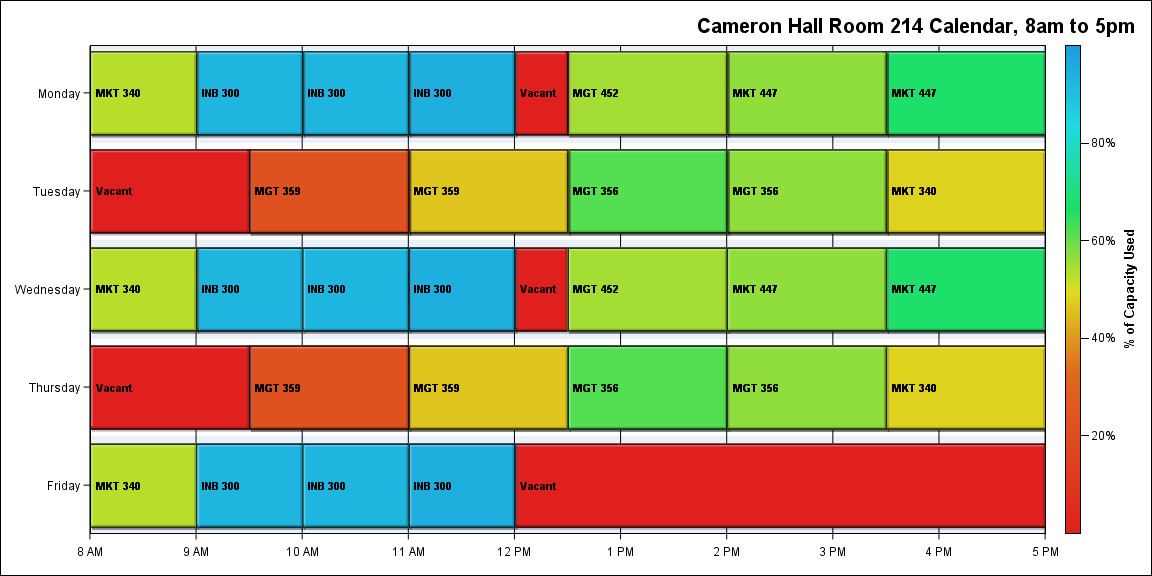 Cameron Hall Room 214 Calendar, 8am to 5pm
Monday
MKT 340
INB 300
INB 300
INB 300
Vacant
MGT 452
MKT 447
MKT 447
Tuesday
Vacant
MGT 359
MGT 359
MGT 356
MGT 356
MKT 340
Wednesday
MKT 340
INB 300
INB 300
INB 300
Vacant
MGT 452
MKT 447
MKT 447
Thursday
Vacant
MGT 359
MGT 359
MGT 356
MGT 356
MKT 340
Friday
MKT 340
INB 300
INB 300
INB 300
Vacant
8 AM
9 AM
10 AM
11 AM
12 PM
1 PM
2 PM
3 PM
4 PM
5 PM
80%
60%
40%
20%
% of Capacity Used